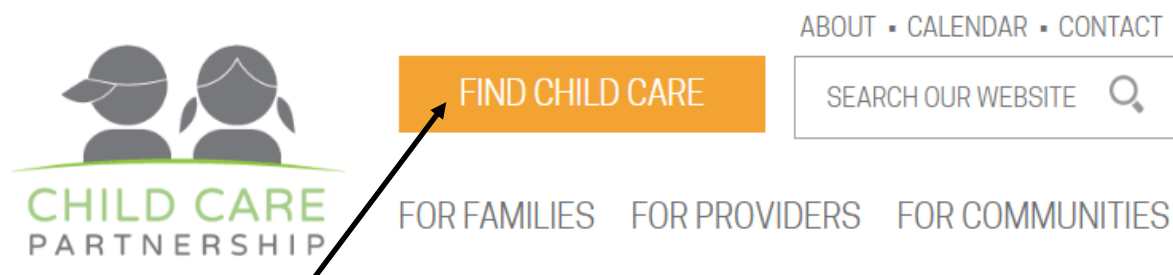 ABOUT ▪ CALENDAR ▪ CONTACT
FIND CHILD CARE
SEARCH OUR WEBSITE
CHILD CARE
PARTNERSHIP
FOR FAMILIES FOR PROVIDERS FOR COMMUNITIES